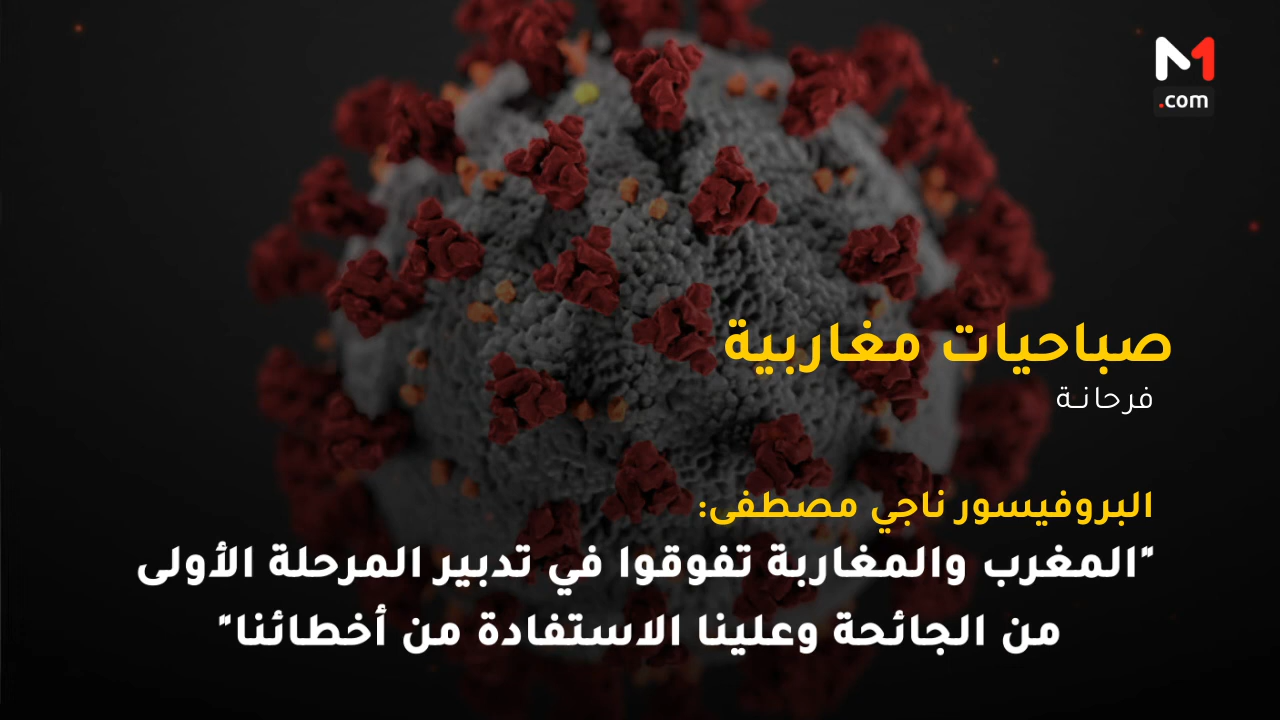 M1
.com
صباحيات مغاربية
فرحانة
البروفيسور ناجي مصطفى:
"المغرب والمغاربة تفوقوا في تدبير المرحلة الأولى
من الجائحة وعلينا الاستفادة من أخطائنا"